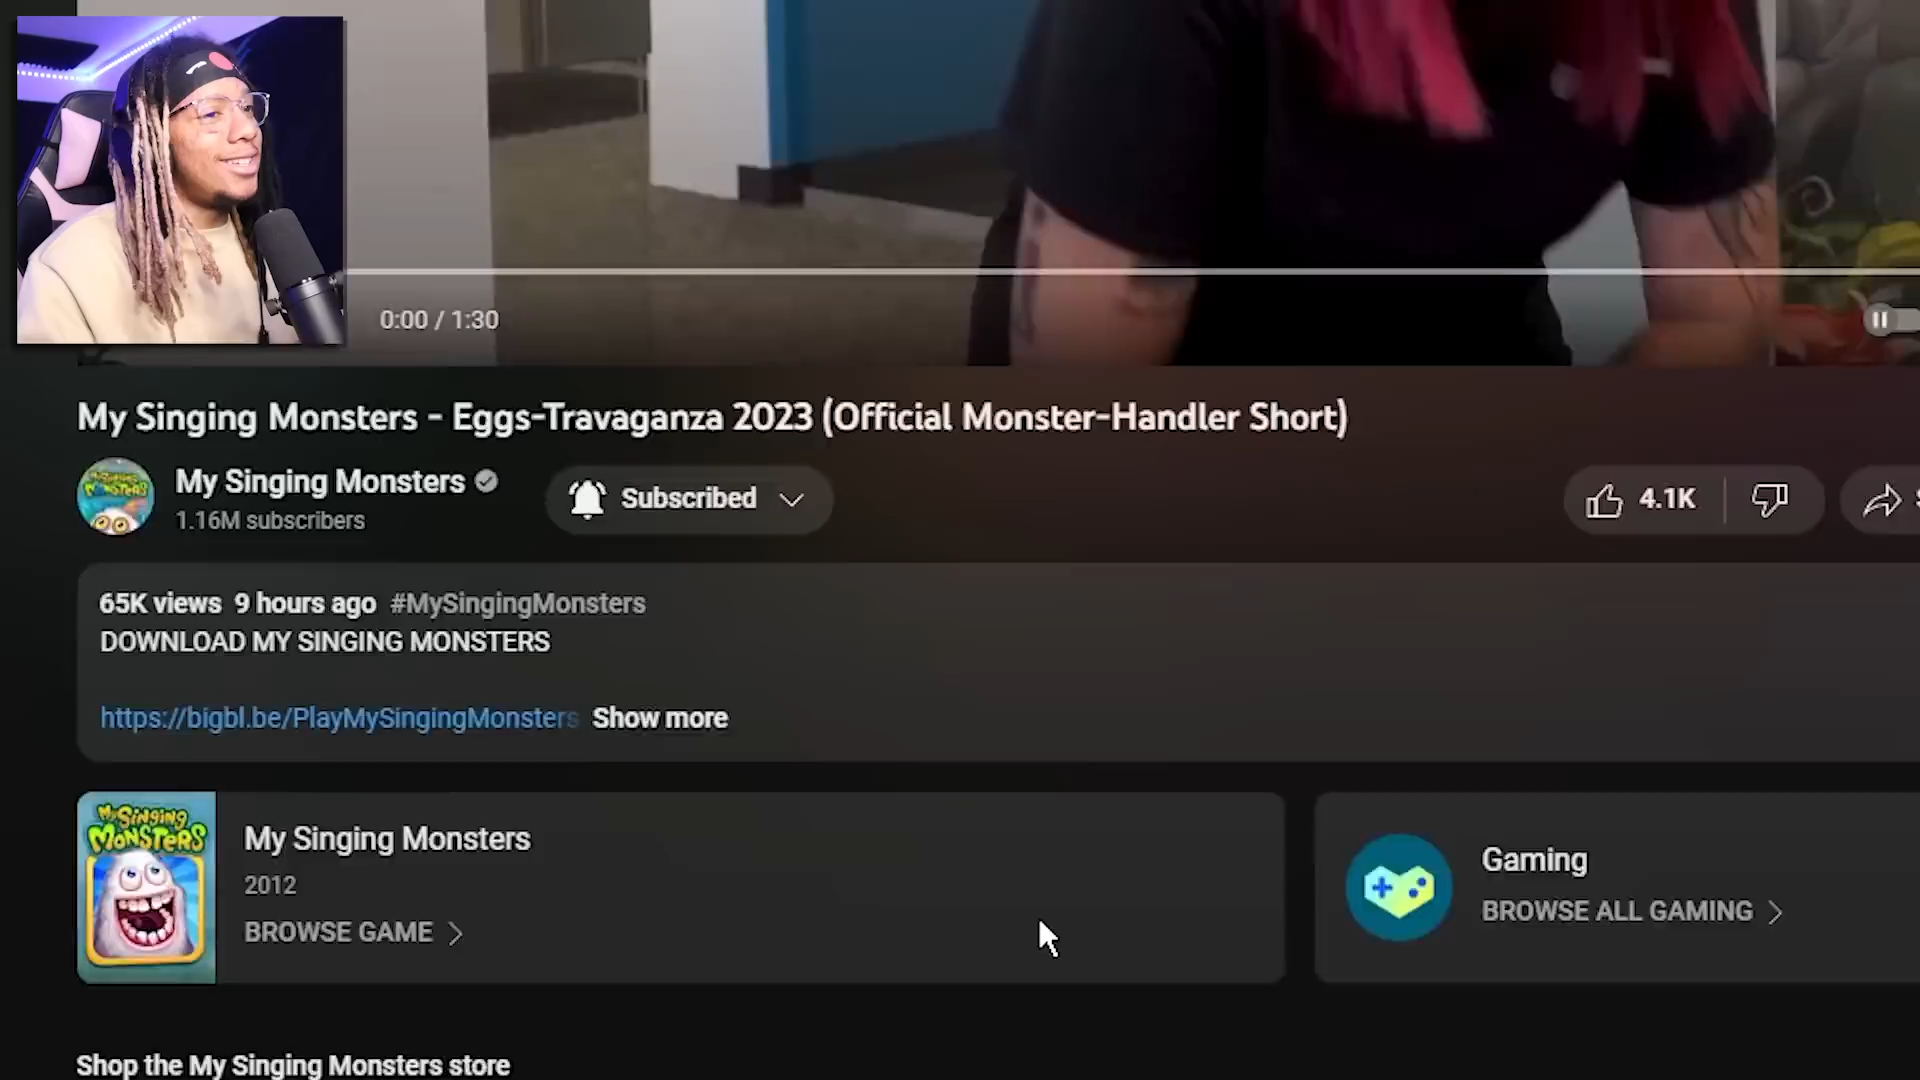 0:00 / 1:30
My Singing Monsters - Eggs-Travaganza 2023 (Official Monster-Handler Short)
My Singing Monsters
1.16M subscribers
Subscribed
4.1K
65K views 9 hours ago #MySingingMonsters
DOWNLOAD MY SINGING MONSTERS
https://bigbl.be/PlayMySingingMonsters Show more
My Singing
MONSTERS
My Singing Monsters
2012
BROWSE GAME
Gaming
BROWSE ALL GAMING
Shop the My Singing Monsters store